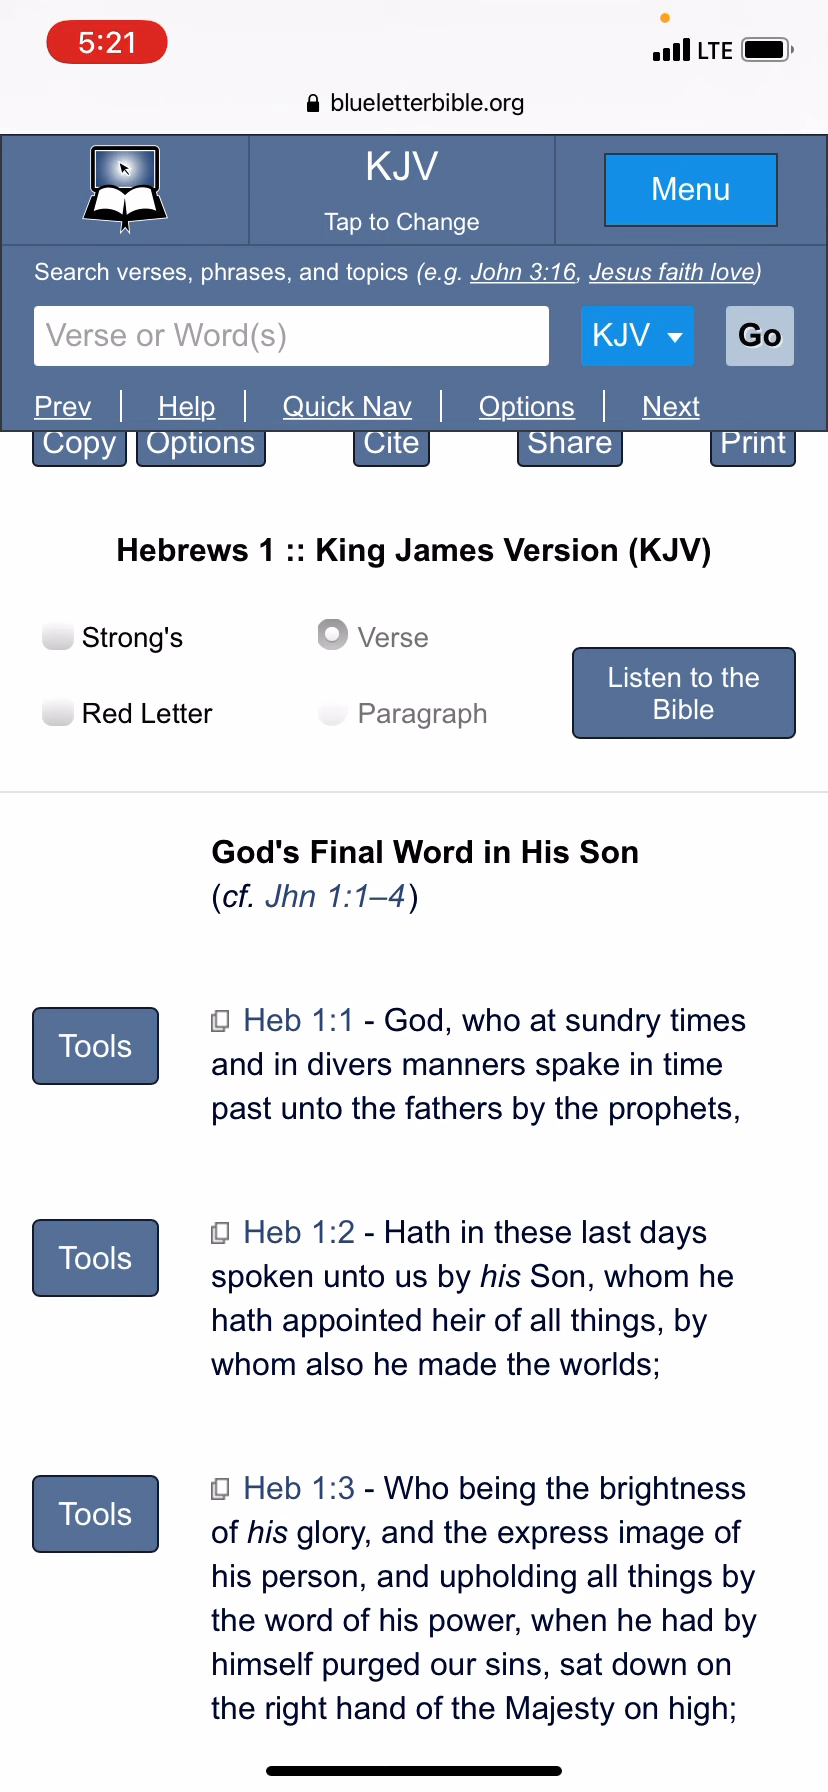 5:21
LTE
blueletterbible.org
KJV
Tap to Change
Menu
Search verses, phrases, and topics (e.g. John 3:16, Jesus faith love)
Verse or Word(s)
KJV
Go
Prev | Help | Quick Nav | Options | Next
Copy Options Cite Share Print
Hebrews 1 :: King James Version (KJV)
Strong's
Verse
Red Letter
Paragraph
Listen to the
Bible
God's Final Word in His Son
(cf. Jhn 1:1–4)
Tools
Heb 1:1 - God, who at sundry times
and in divers manners spake in time
past unto the fathers by the prophets,
Tools
Heb 1:2 - Hath in these last days
spoken unto us by his Son, whom he
hath appointed heir of all things, by
whom also he made the worlds;
Tools
Heb 1:3 - Who being the brightness
of his glory, and the express image of
his person, and upholding all things by
the word of his power, when he had by
himself purged our sins, sat down on
the right hand of the Majesty on high;